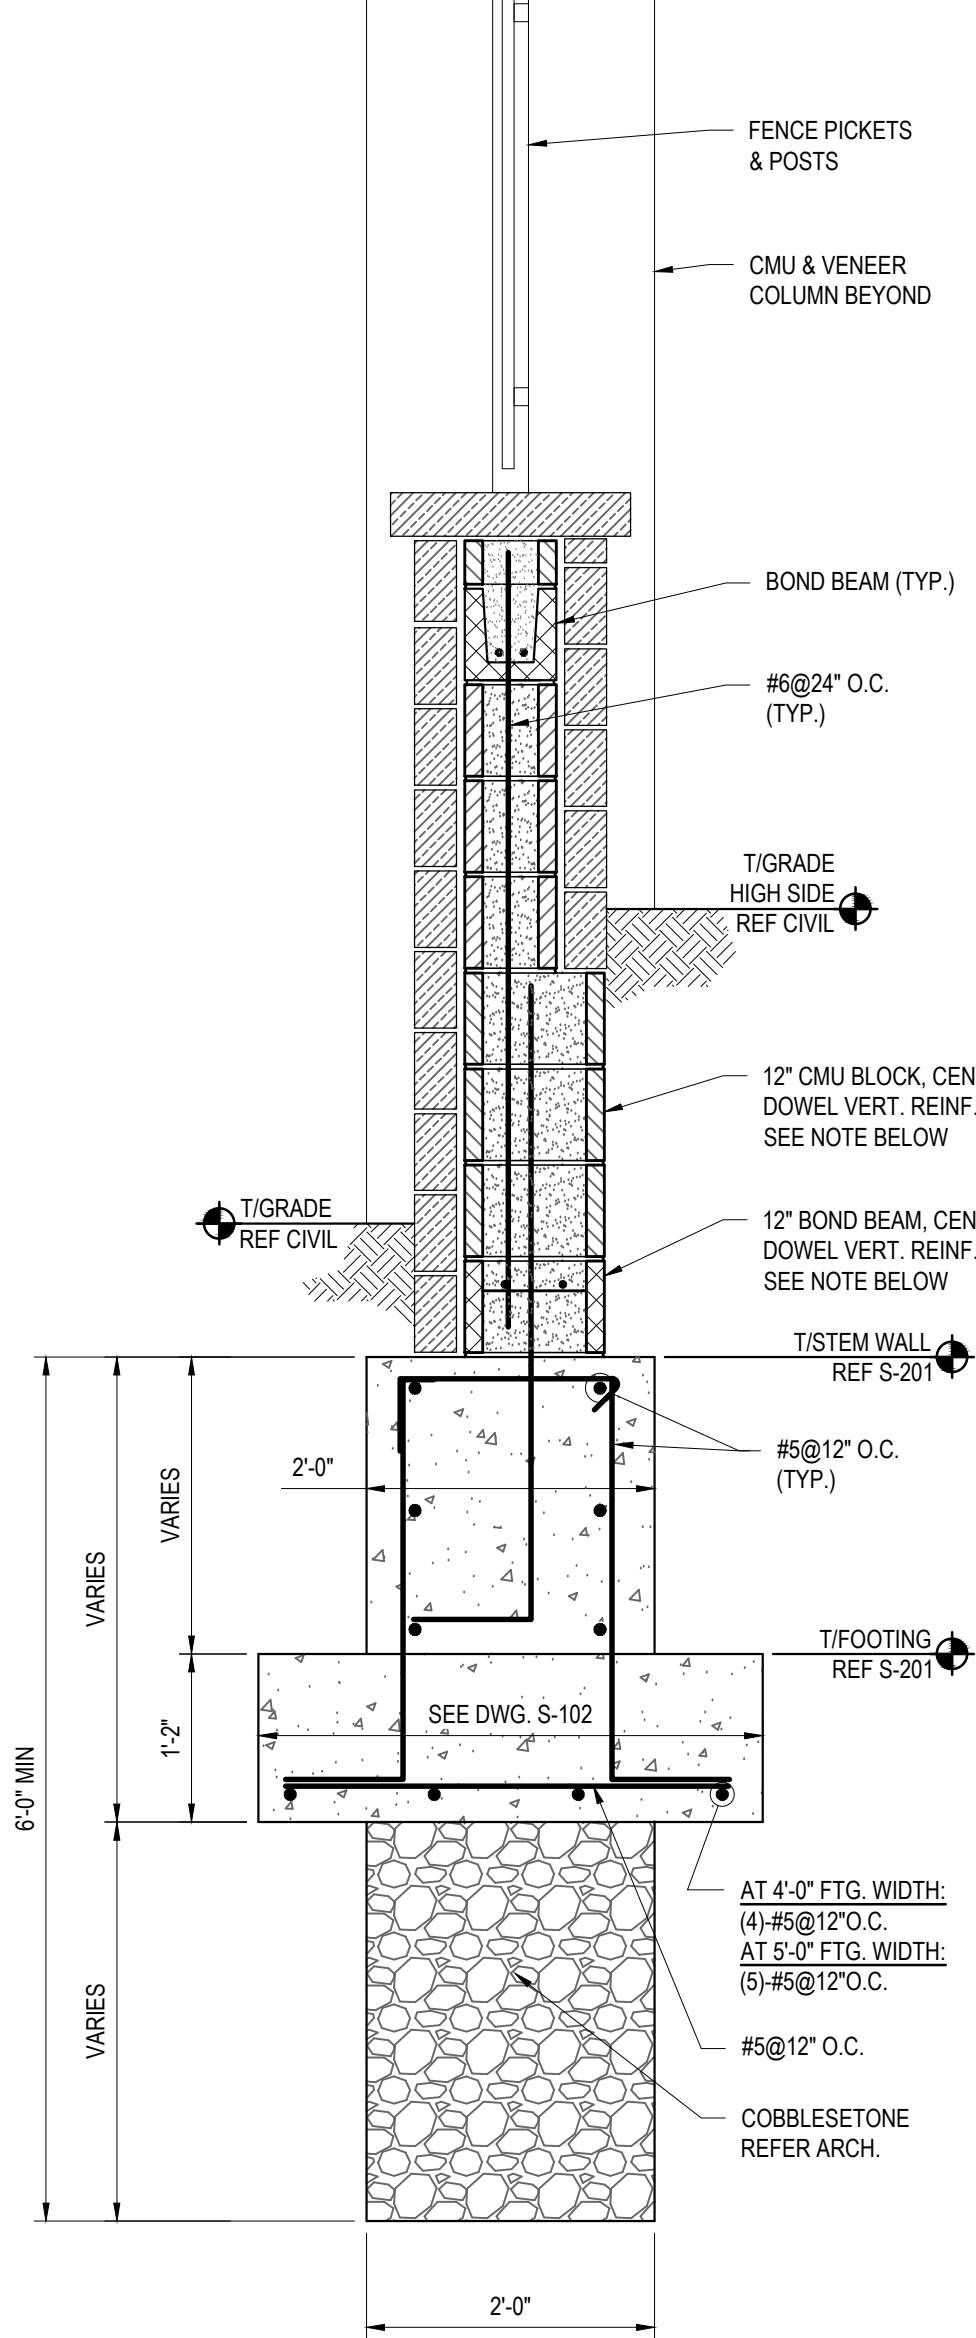 FENCE PICKETS
& POSTS
CMU & VENEER
COLUMN BEYOND
BOND BEAM (TYP.)
#6@24" O.C.
(TYP.)
T/GRADE
HIGH SIDE
REF CIVIL
12" CMU BLOCK, CEN
DOWEL VERT. REINF.
SEE NOTE BELOW
T/GRADE
REF CIVIL
12" BOND BEAM, CEN
DOWEL VERT. REINF.
SEE NOTE BELOW
T/STEM WALL
REF S-201
#5@12" O.C.
(TYP.)
2'-0"
VARIES
VARIES
T/FOOTING
REF S-201
SEE DWG. S-102
1'-2"
6'-0" MIN
AT 4'-0" FTG. WIDTH:
(4)-#5@12"O.C.
AT 5'-0" FTG. WIDTH:
(5)-#5@12"O.C.
VARIES
#5@12" O.C.
COBBLESETONE
REFER ARCH.
2'-0"